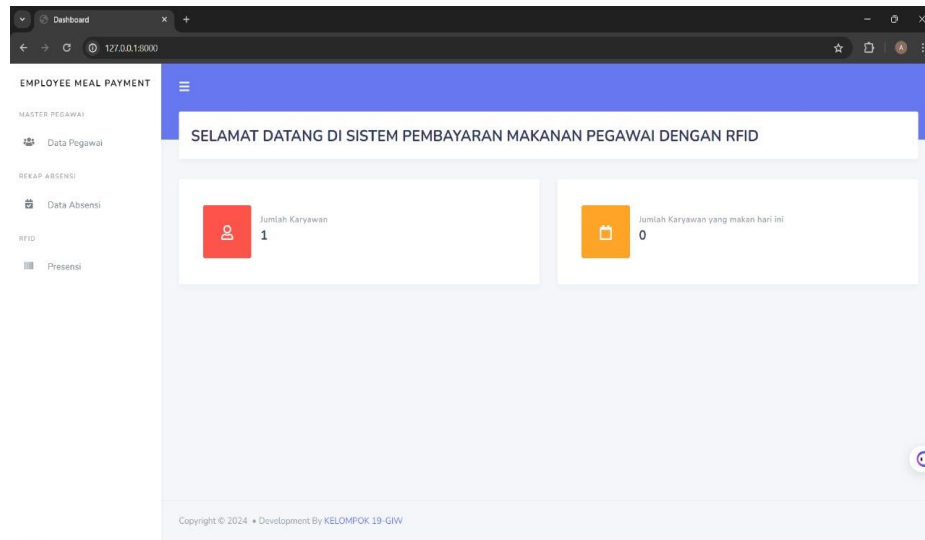 Dashboard
127.0.0.1:8000
EMPLOYEE MEAL PAYMENT
MASTER PEGAWAI
Data Pegawai
REKAP ABSENSI
Data Absensi
RFID
Presensi
SELAMAT DATANG DI SISTEM PEMBAYARAN MAKANAN PEGAWAI DENGAN RFID
Jumlah Karyawan
1
Jumlah Karyawan yang makan hari ini
0
Copyright © 2024 • Development By KELOMPOK 19-GIW